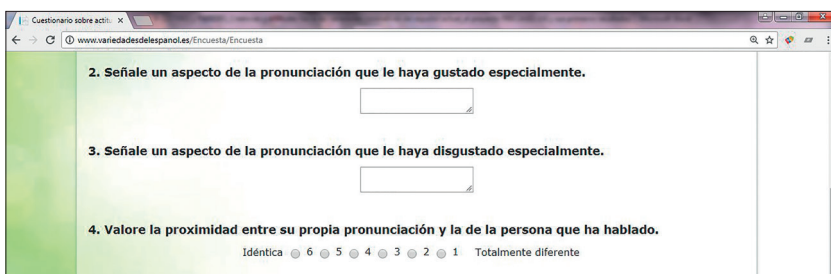 Cuestionario sobre actit
www.variedadesdelespanol.es/Encuesta/Encuesta
2. Señale un aspecto de la pronunciación que le haya gustado especialmente.
3. Señale un aspecto de la pronunciación que le haya disgustado especialmente.
4. Valore la proximidad entre su propia pronunciación y la de la persona que ha hablado.
Idéntica 6 5 4 3 2 1 Totalmente diferente